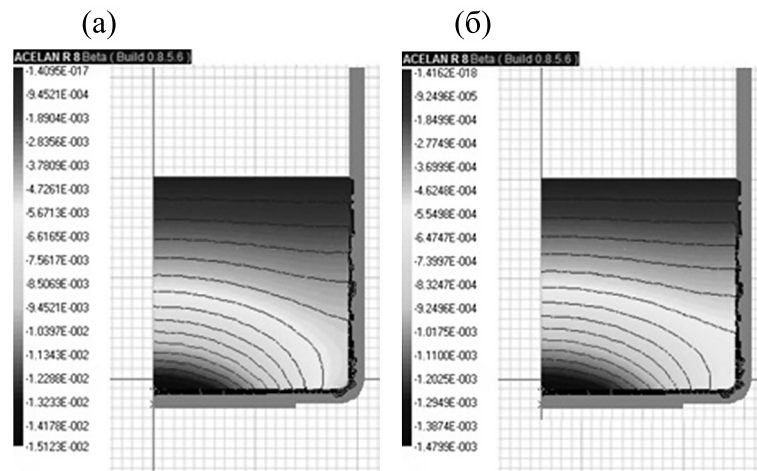 (а)
(б)
ACELAN R 8 Beta ( Build 0.8.5.6 )
-1.4095E-017
-9.4521E-004
-1.8904E-003
-2.8356E-003
-3.7809E-003
-4.7261E-003
-5.6713E-003
-6.6165E-003
-7.5617E-003
-8.5069E-003
-9.4521E-003
-1.0397E-002
-1.1343E-002
-1.2288E-002
-1.3233E-002
-1.4178E-002
-1.5123E-002
ACELAN R 8 Beta ( Build 0.8.5.6 )
-1.4162E-018
-9.2496E-005
-1.8499E-004
-2.7749E-004
-3.6999E-004
-4.6248E-004
-5.5498E-004
-6.4747E-004
-7.3997E-004
-8.3247E-004
-9.2496E-004
-1.0175E-003
-1.1100E-003
-1.2025E-003
-1.2949E-003
-1.3874E-003
-1.4799E-003